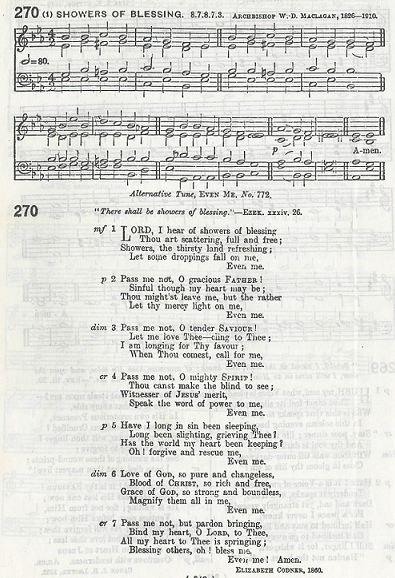 270 (1) SHOWERS OF BLESSING. 8.7.8.7.3. ARCHBISHOP W. D. MACLAGAN, 1826—1910.
=80.
p
A-men.
Alternative Tune, EVEN ME, No. 772.
270
"There shall be showers of blessing."—EZEK. xxxiv. 26.
mf 1 LORD, I hear of showers of blessing
Thou art scattering, full and free;
Showers, the thirsty land refreshing;
Let some droppings fall on me,
Even me.
p 2 Pass me not, O gracious FATHER!
Sinful though my heart may be;
Thou might'st leave me, but the rather
Let thy mercy light on me,
Even me.
dim 3 Pass me not, O tender SAVIOUR!
Let me love Thee—cling to Thee;
I am longing for Thy favour;
When Thou comest, call for me,
Even me.
cr 4 Pass me not, O mighty SPIRIT!
Thou canst make the blind to see;
Witnesser of JESUS' merit,
Speak the word of power to me,
Even me.
p 5 Have I long in sin been sleeping,
Long been slighting, grieving Thee?
Has the world my heart been keeping?
Oh! forgive and rescue me,
Even me.
dim 6 Love of GOD, so pure and changeless,
Blood of CHRIST, so rich and free,
Grace of GOD, so strong and boundless,
Magnify them all in me,
Even me.
cr 7 Pass me not, but pardon bringing,
Bind my heart, O LORD, to Thee,
All my heart to Thee is springing;
Blessing others, oh! bless me,
Even me! Amen.
ELIZABETH CODNER, 1860.